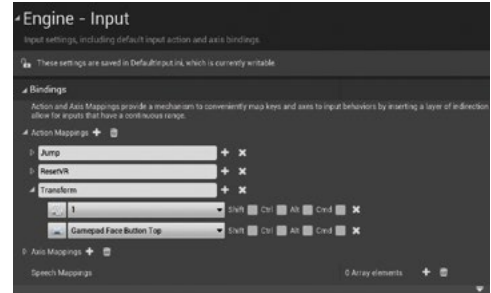 Engine - Input
Input settings, including default input action and axis bindings.
These settings are saved in DefaultInput.ini, which is currently writable
Bindings
Action and Axis Mappings provide a mechanism to conveniently map keys and axes to input behaviors by inserting a layer of indirection
allow for inputs that have a continuous range.
Action Mappings
Jump
ResetVR
Transform
1 Shift Ctrl Alt Cmd
Gamepad Face Button Top Shift Ctrl Alt Cmd
Axis Mappings
Speech Mappings 0 Array elements